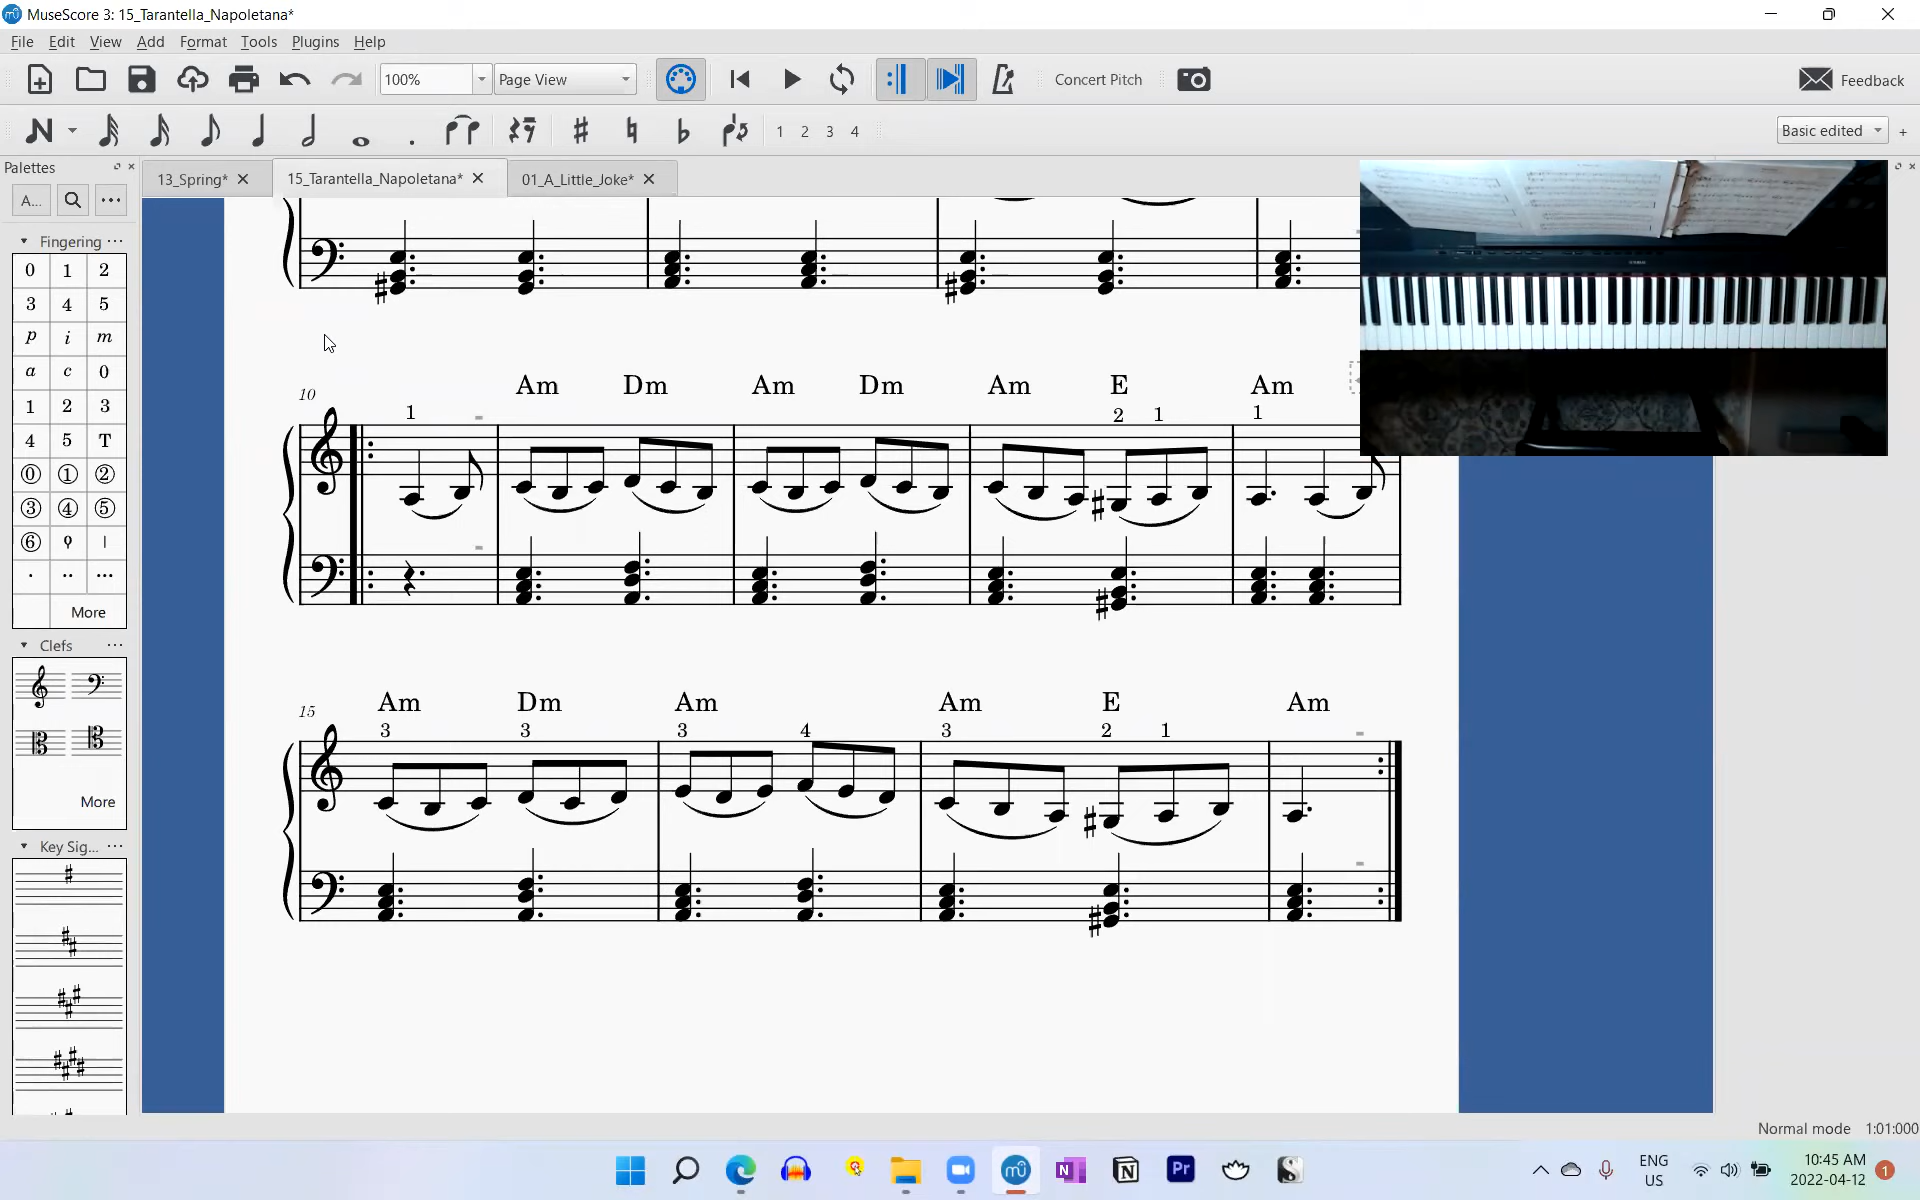 MuseScore 3: 15_Tarantella_Napoletana*
File Edit View Add Format Tools Plugins Help
100% Page View Concert Pitch Feedback
1 2 3 4 Basic edited +
Palettes 13_Spring* 15_Tarantella_Napoletana* 01_A_Little_Joke*
A...
Fingering
0 1 2
3 4 5
p i m
a c 0
1 2 3
4 5 T
0 1 2
3 4 5
6
More
Clefs
More
Key Sig...
10 Am Dm Am Dm Am E Am
1 2 1 1
15 Am Dm Am Am E Am
3 3 3 4 3 2 1
Normal mode 1:01:000
ENG
US
10:45 AM
2022-04-12
1